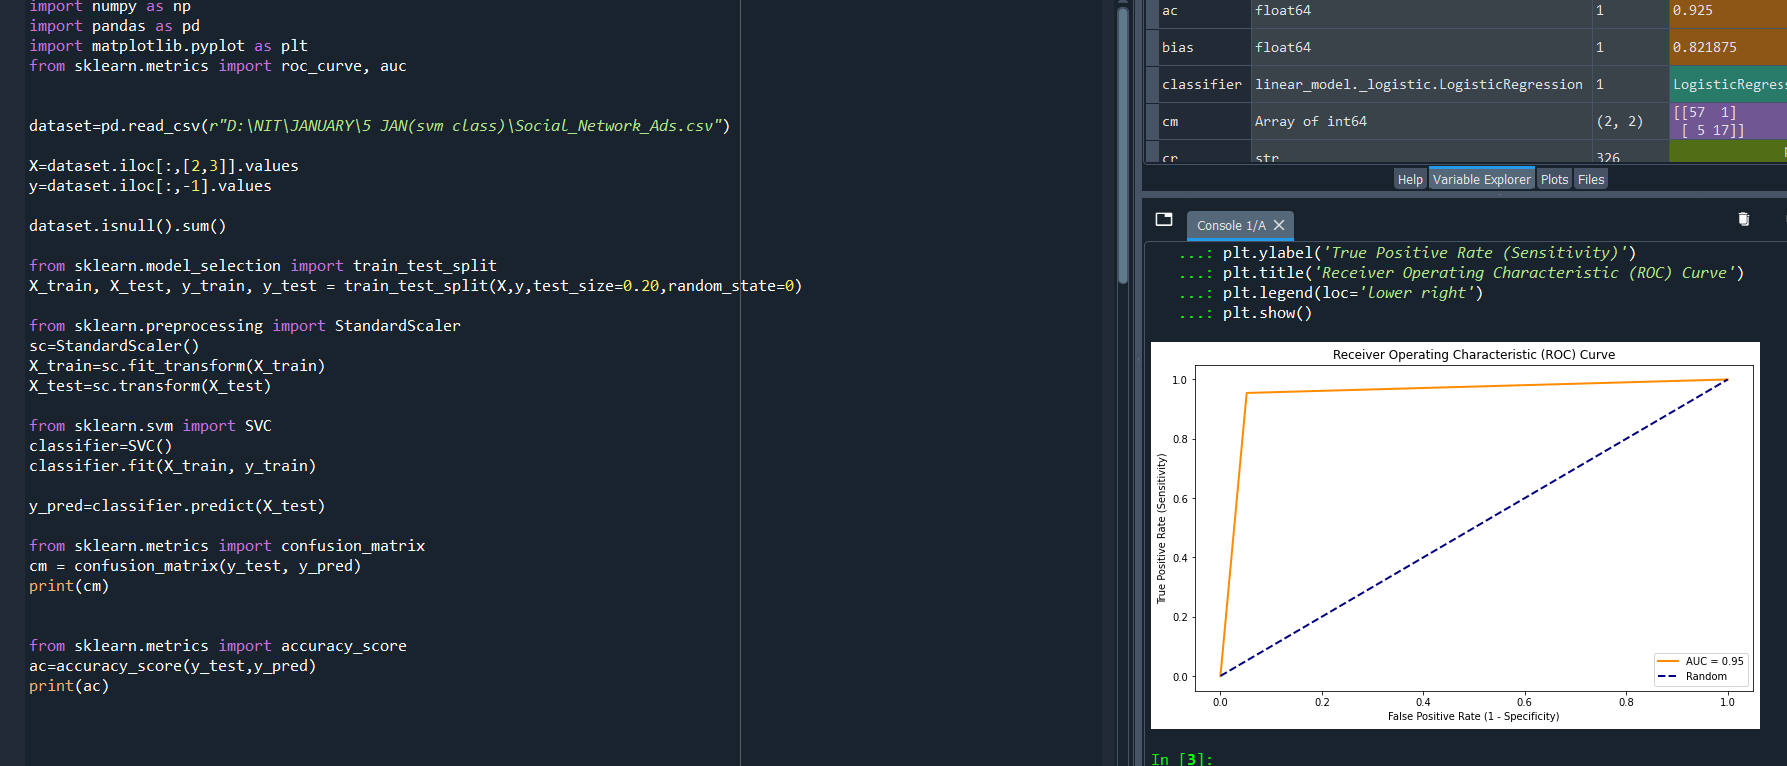 import numpy as np
import pandas as pd
import matplotlib.pyplot as plt
from sklearn.metrics import roc_curve, auc
dataset=pd.read_csv(r"D:\NIT\JANUARY\5 JAN(svm class)\Social_Network_Ads.csv")
X=dataset.iloc[:,[2,3]].values
y=dataset.iloc[:,-1].values
dataset.isnull().sum()
from sklearn.model_selection import train_test_split
X_train, X_test, y_train, y_test = train_test_split(X,y,test_size=0.20,random_state=0)
from sklearn.preprocessing import StandardScaler
sc=StandardScaler()
X_train=sc.fit_transform(X_train)
X_test=sc.transform(X_test)
from sklearn.svm import SVC
classifier=SVC()
classifier.fit(X_train, y_train)
y_pred=classifier.predict(X_test)
from sklearn.metrics import confusion_matrix
cm = confusion_matrix(y_test, y_pred)
print(cm)
from sklearn.metrics import accuracy_score
ac=accuracy_score(y_test,y_pred)
print(ac)
ac float64 1 0.925
bias float64 1 0.821875
classifier linear_model._logistic.LogisticRegression 1 LogisticRegres
cm Array of int64 (2, 2) [[57 1]
[ 5 17]]
cr str 326
Help Variable Explorer Plots Files
Console 1/A
...: plt.ylabel('True Positive Rate (Sensitivity)')
...: plt.title('Receiver Operating Characteristic (ROC) Curve')
...: plt.legend(loc='lower right')
...: plt.show()
Receiver Operating Characteristic (ROC) Curve
1.0
0.8
0.6
0.4
0.2
0.0
True Positive Rate (Sensitivity)
AUC = 0.95
Random
0.0 0.2 0.4 0.6 0.8 1.0
False Positive Rate (1 - Specificity)
In [3]: